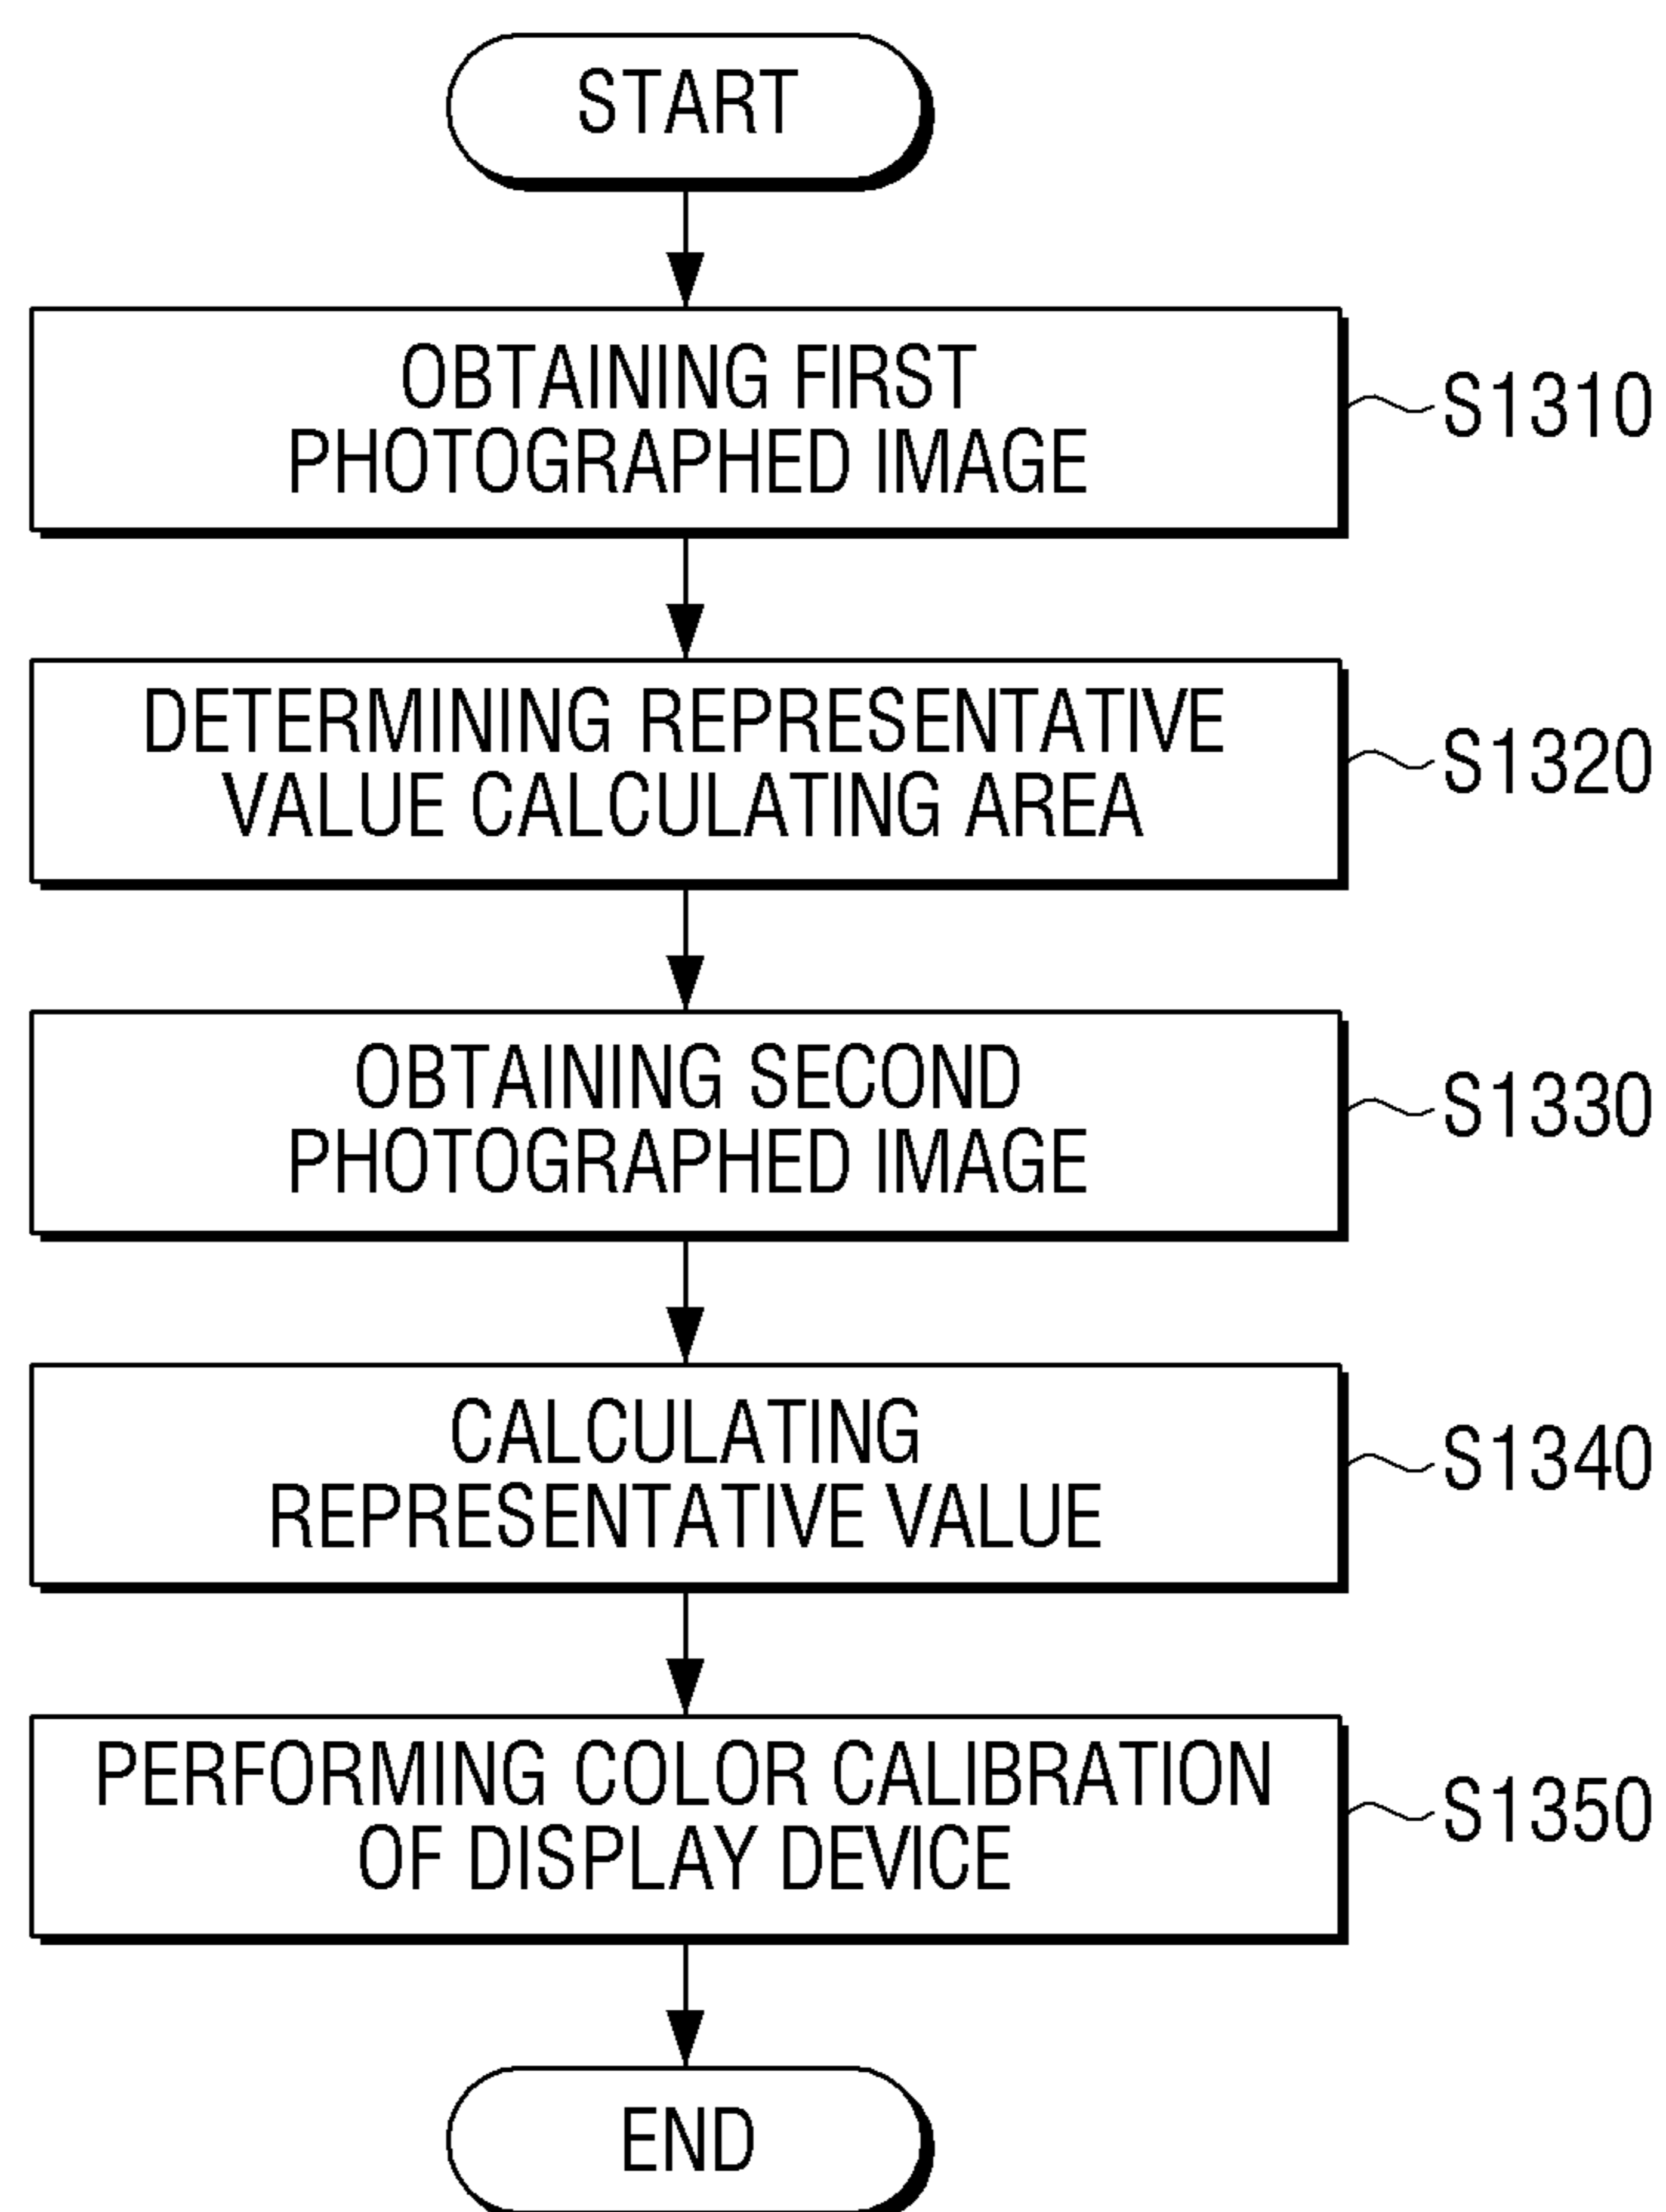 START
OBTAINING FIRST
PHOTOGRAPHED IMAGE
S1310
DETERMINING REPRESENTATIVE
VALUE CALCULATING AREA
S1320
OBTAINING SECOND
PHOTOGRAPHED IMAGE
S1330
CALCULATING
REPRESENTATIVE VALUE
S1340
PERFORMING COLOR CALIBRATION
OF DISPLAY DEVICE
S1350
END